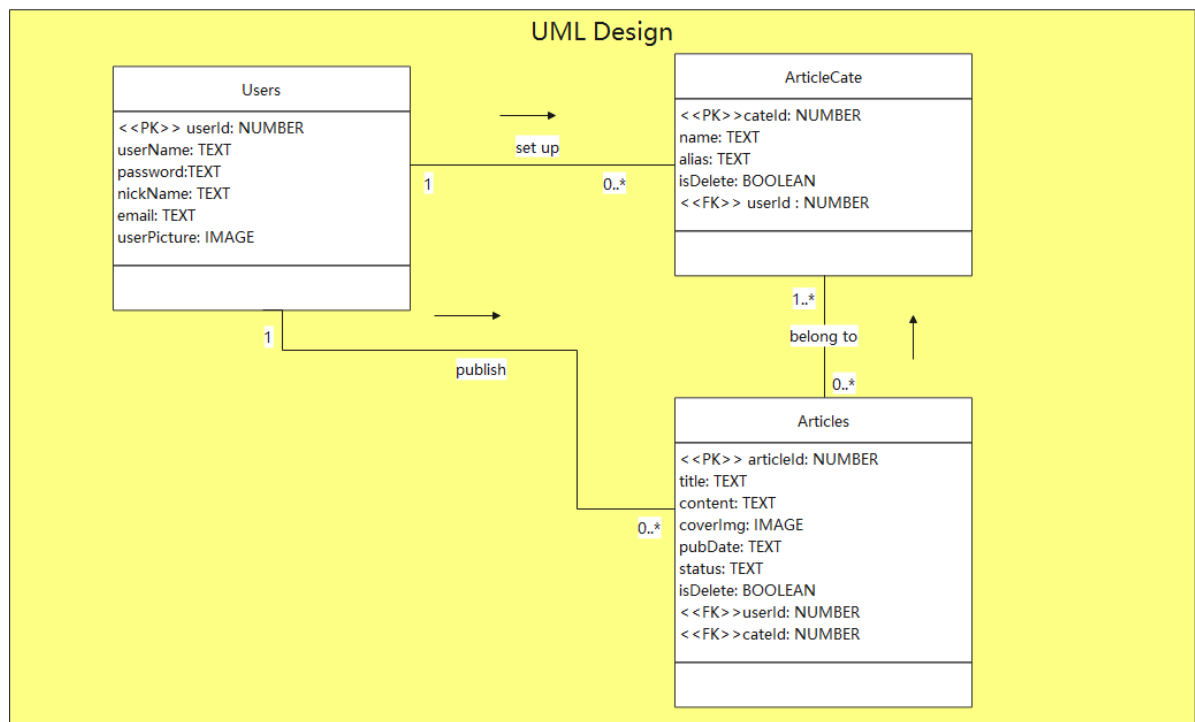 UML Design
Users
<<PK>> userId: NUMBER
userName: TEXT
password:TEXT
nickName: TEXT
email: TEXT
userPicture: IMAGE
set up
1
0..*
ArticleCate
<<PK>>cateId: NUMBER
name: TEXT
alias: TEXT
isDelete: BOOLEAN
<<FK>> userId : NUMBER
1..*
belong to
0..*
1
publish
0..*
Articles
<<PK>> articleId: NUMBER
title: TEXT
content: TEXT
coverImg: IMAGE
pubDate: TEXT
status: TEXT
isDelete: BOOLEAN
<<FK>>userId: NUMBER
<<FK>>cateId: NUMBER